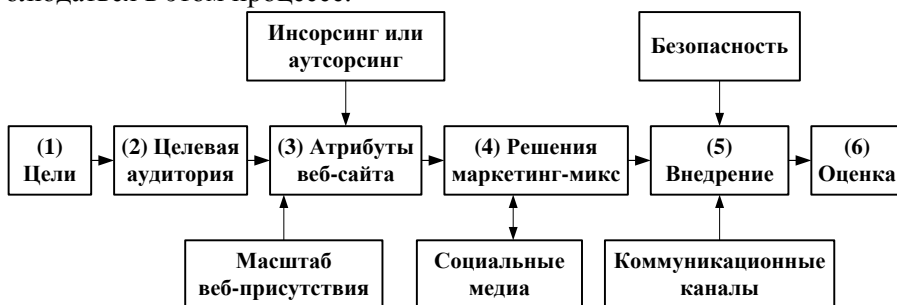 в этом процессе.
Инсорсинг или
аутсорсинг
Безопасность
(1)
Цели
(2) Целевая
аудитория
(3) Атрибуты
веб-сайта
(4) Решения
маркетинг-микс
(5)
Внедрение
(6)
Оценка
Масштаб
веб-присутствия
Социальные
медиа
Коммуникационные
каналы